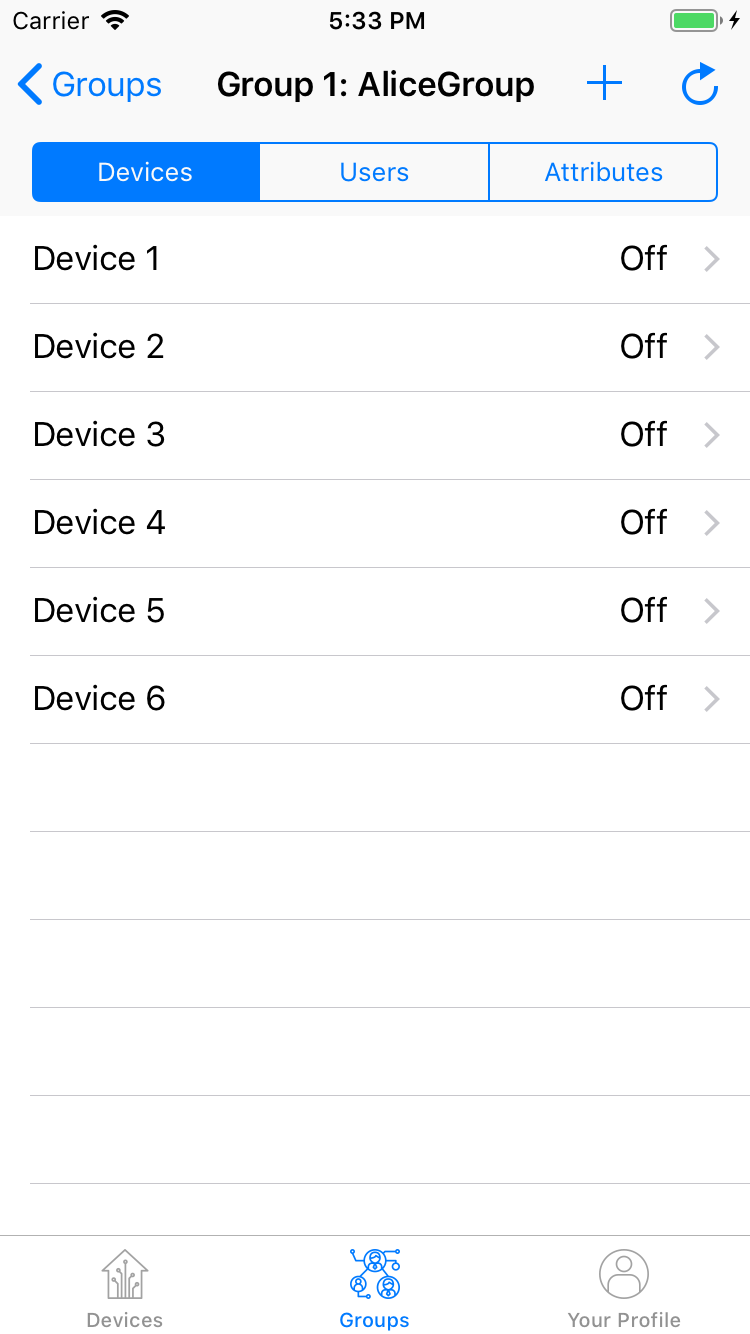 Carrier 5:33 PM
Groups Group 1: AliceGroup
Devices Users Attributes
Device 1 Off
Device 2 Off
Device 3 Off
Device 4 Off
Device 5 Off
Device 6 Off
Devices Groups Your Profile